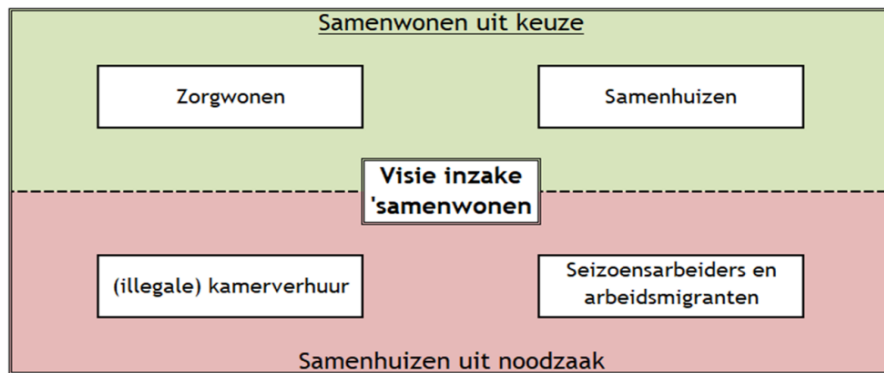 Samenwonen uit keuze
Zorgwonen
Samenhuizen
Visie inzake
'samenwonen
(illegale) kamerverhuur
Seizoensarbeiders en
arbeidsmigranten
Samenhuizen uit noodzaak